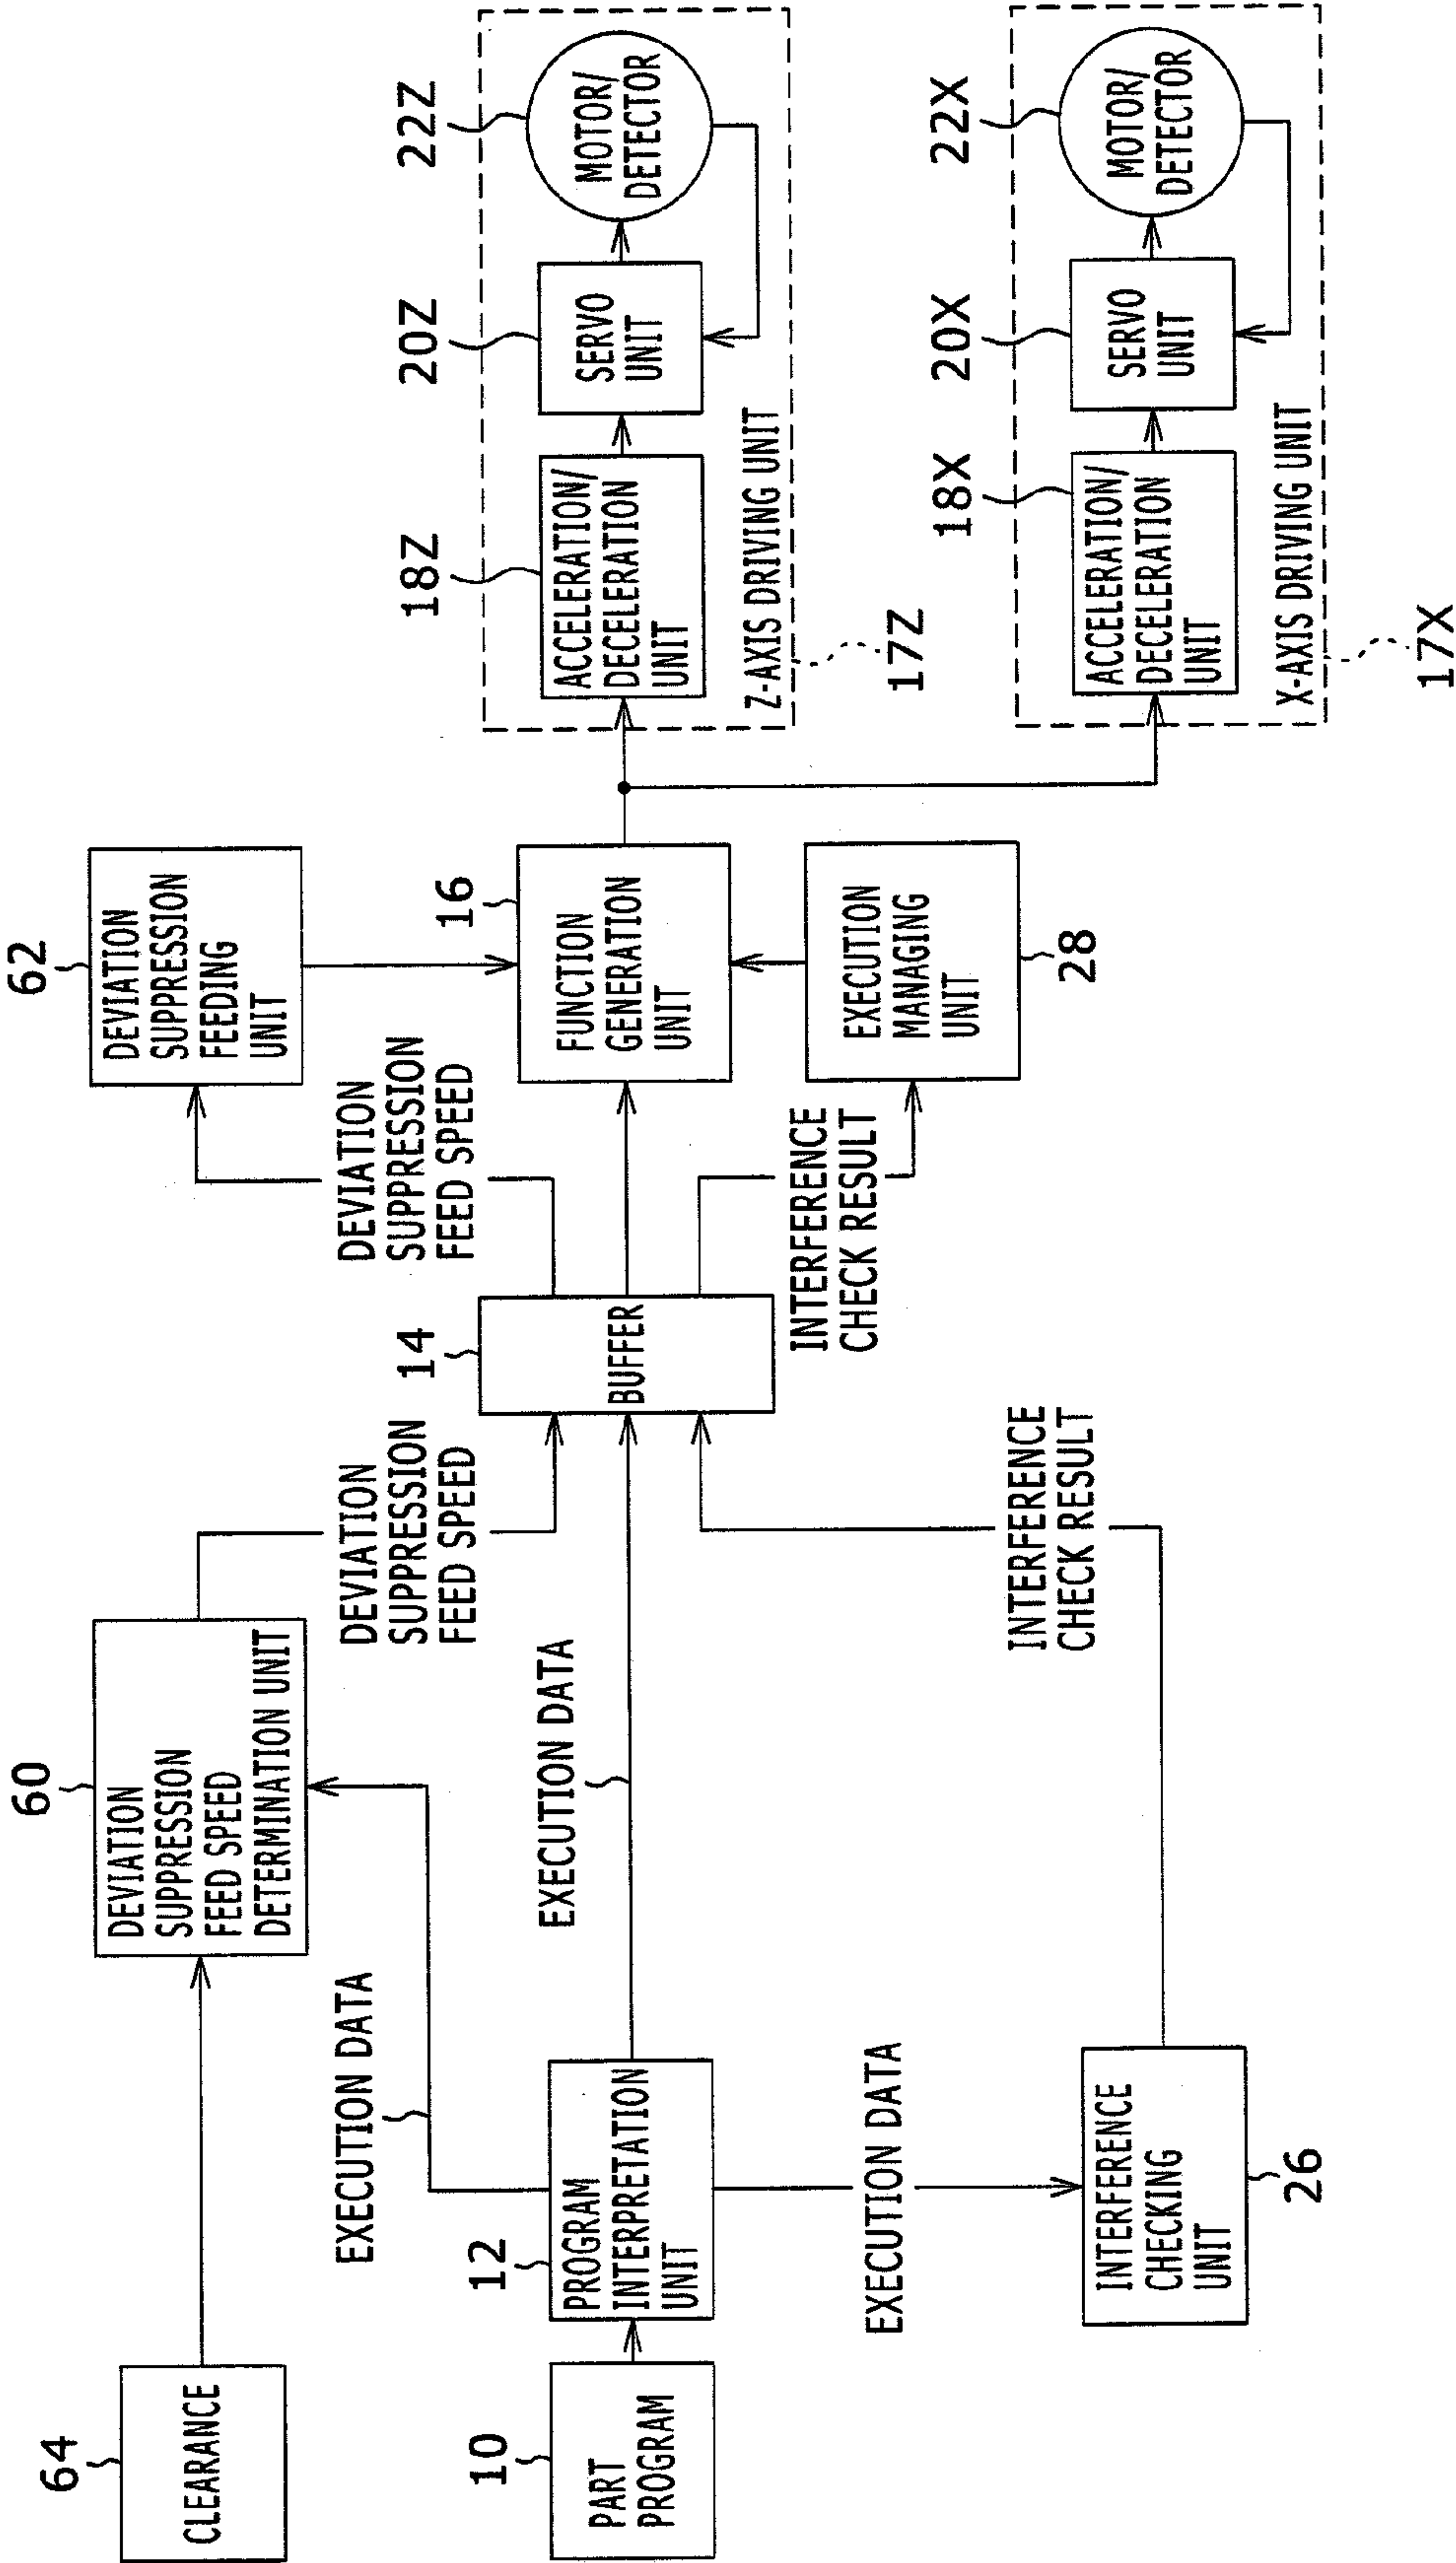 64
CLEARANCE
10
PART
PROGRAM
12
PROGRAM
INTERPRETATION
UNIT
EXECUTION DATA
EXECUTION DATA
EXECUTION DATA
60
DEVIATION
SUPPRESSION
FEED SPEED
DETERMINATION UNIT
INTERFERENCE
CHECKING
UNIT
26
DEVIATION
SUPPRESSION
FEED SPEED
INTERFERENCE
CHECK RESULT
14
BUFFER
DEVIATION
SUPPRESSION
FEED SPEED
INTERFERENCE
CHECK RESULT
62
DEVIATION
SUPPRESSION
FEEDING
UNIT
16
FUNCTION
GENERATION
UNIT
EXECUTION
MANAGING
UNIT
28
18Z
ACCELERATION/
DECELERATION
UNIT
20Z
SERVO
UNIT
22Z
MOTOR/
DETECTOR
Z-AXIS DRIVING UNIT
17Z
18X
ACCELERATION/
DECELERATION
UNIT
20X
SERVO
UNIT
22X
MOTOR/
DETECTOR
X-AXIS DRIVING UNIT
17X